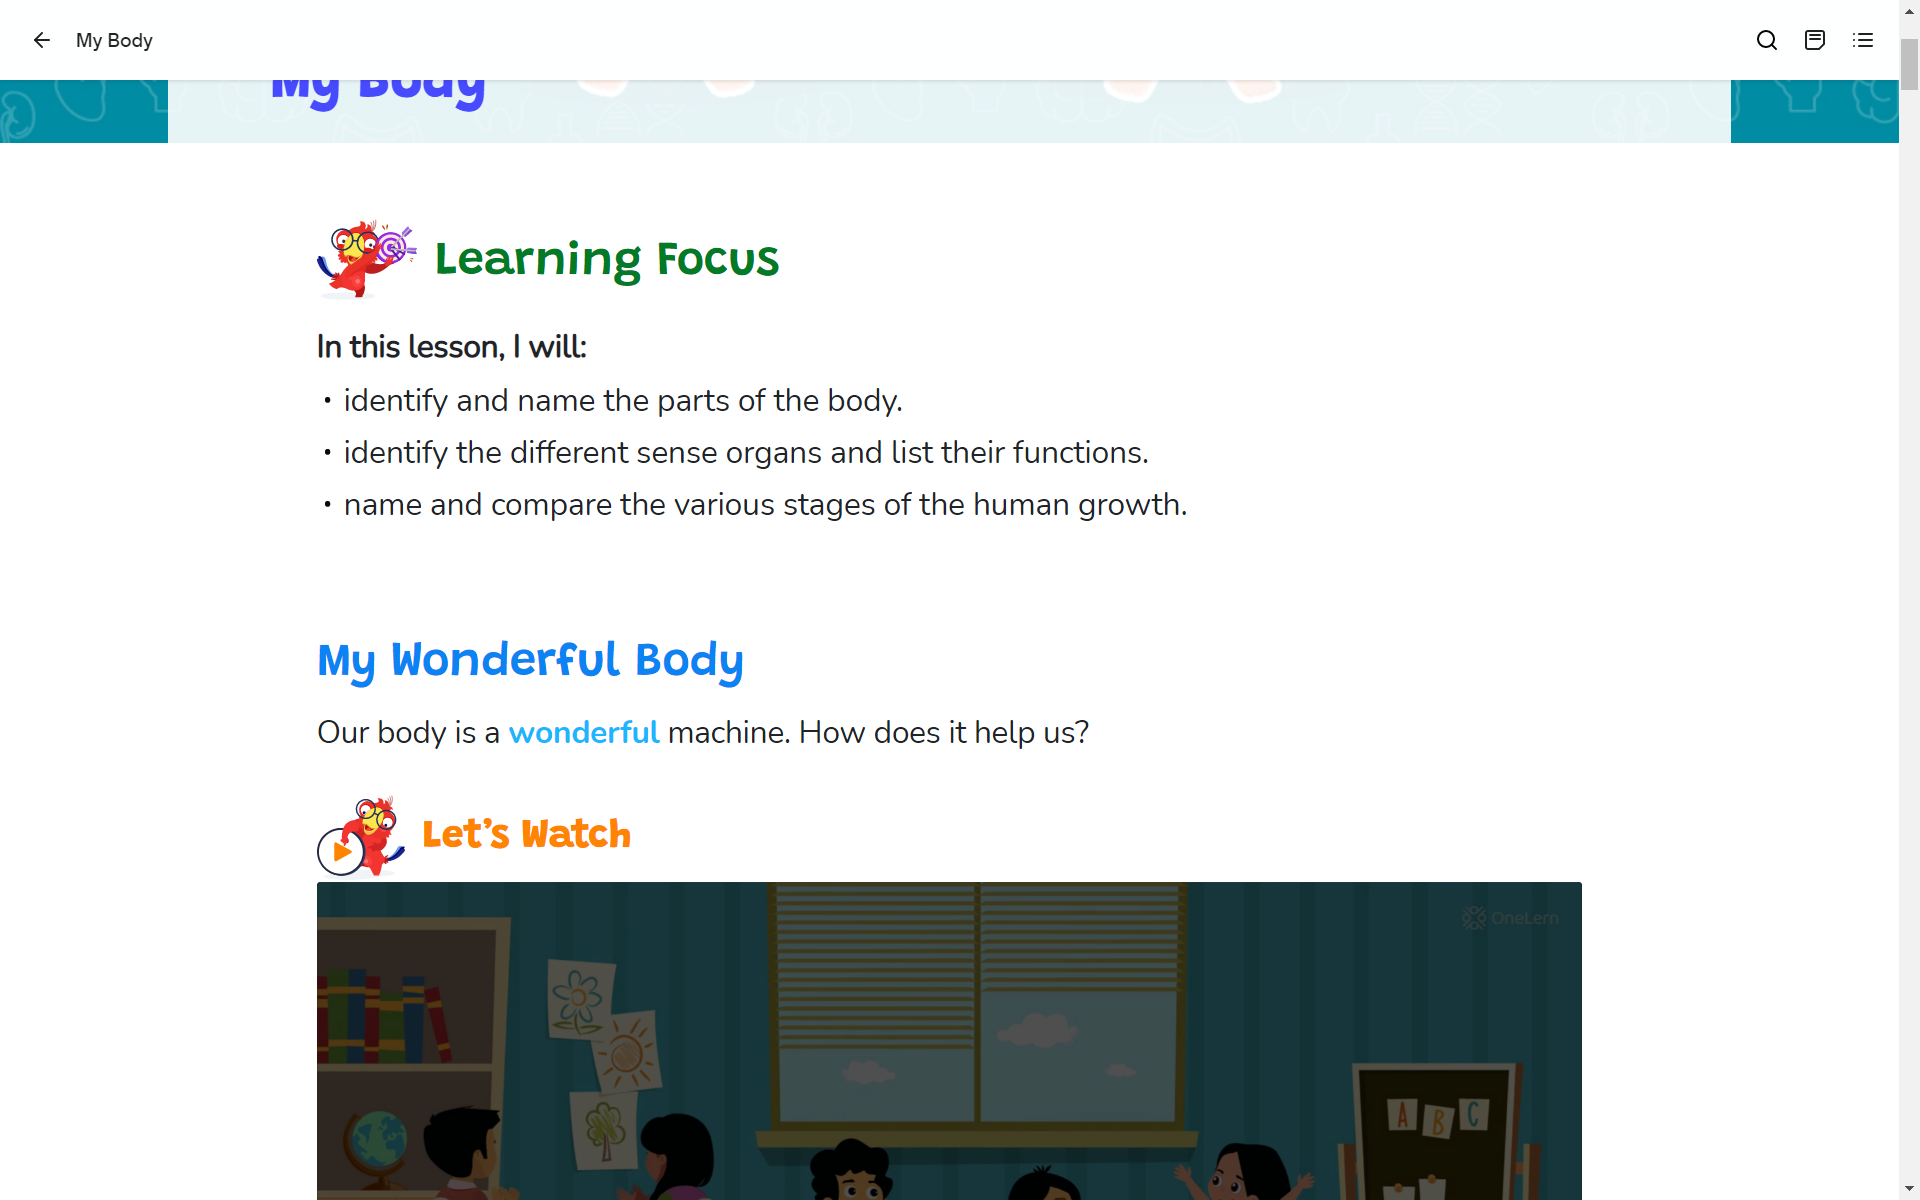 My Body
My Body
Learning Focus
In this lesson, I will:
• identify and name the parts of the body.
• identify the different sense organs and list their functions.
• name and compare the various stages of the human growth.
My Wonderful Body
Our body is a wonderful machine. How does it help us?
Let's Watch
OneLern
A B C